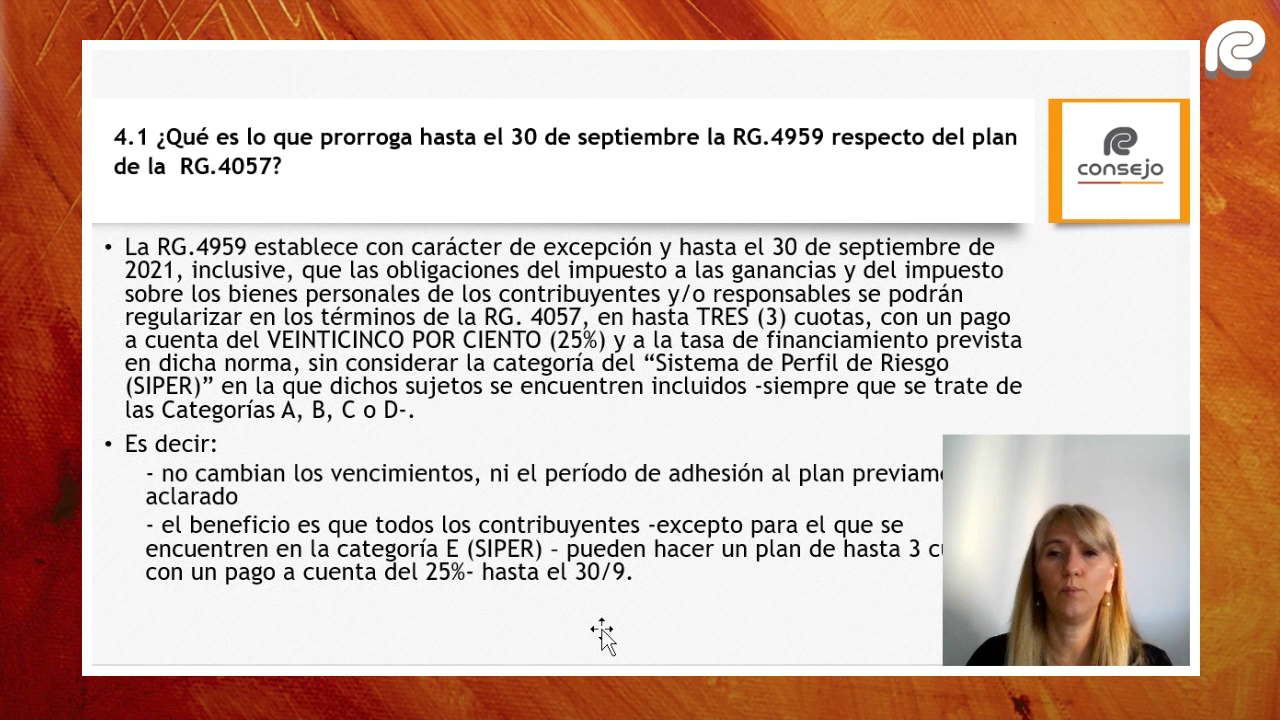 4.1 ¿Qué es lo que prorroga hasta el 30 de septiembre la RG.4959 respecto del plan
de la RG.4057?
consejo
• La RG.4959 establece con carácter de excepción y hasta el 30 de septiembre de
2021, inclusive, que las obligaciones del impuesto a las ganancias y del impuesto
sobre los bienes personales de los contribuyentes y/o responsables se podrán
regularizar en los términos de la RG. 4057, en hasta TRES (3) cuotas, con un pago
a cuenta del VEINTICINCO POR CIENTO (25%) y a la tasa de financiamiento prevista
en dicha norma, sin considerar la categoría del “Sistema de Perfil de Riesgo
(SIPER)” en la que dichos sujetos se encuentren incluidos -siempre que se trate de
las Categorías A, B, C o D-.
• Es decir:
- no cambian los vencimientos, ni el período de adhesión al plan
aclarado
- el beneficio es que todos los contribuyentes -excepto para el que se
encuentren en la categoría E (SIPER) - pueden hacer un plan de hasta 3
con un pago a cuenta del 25%- hasta el 30/9.